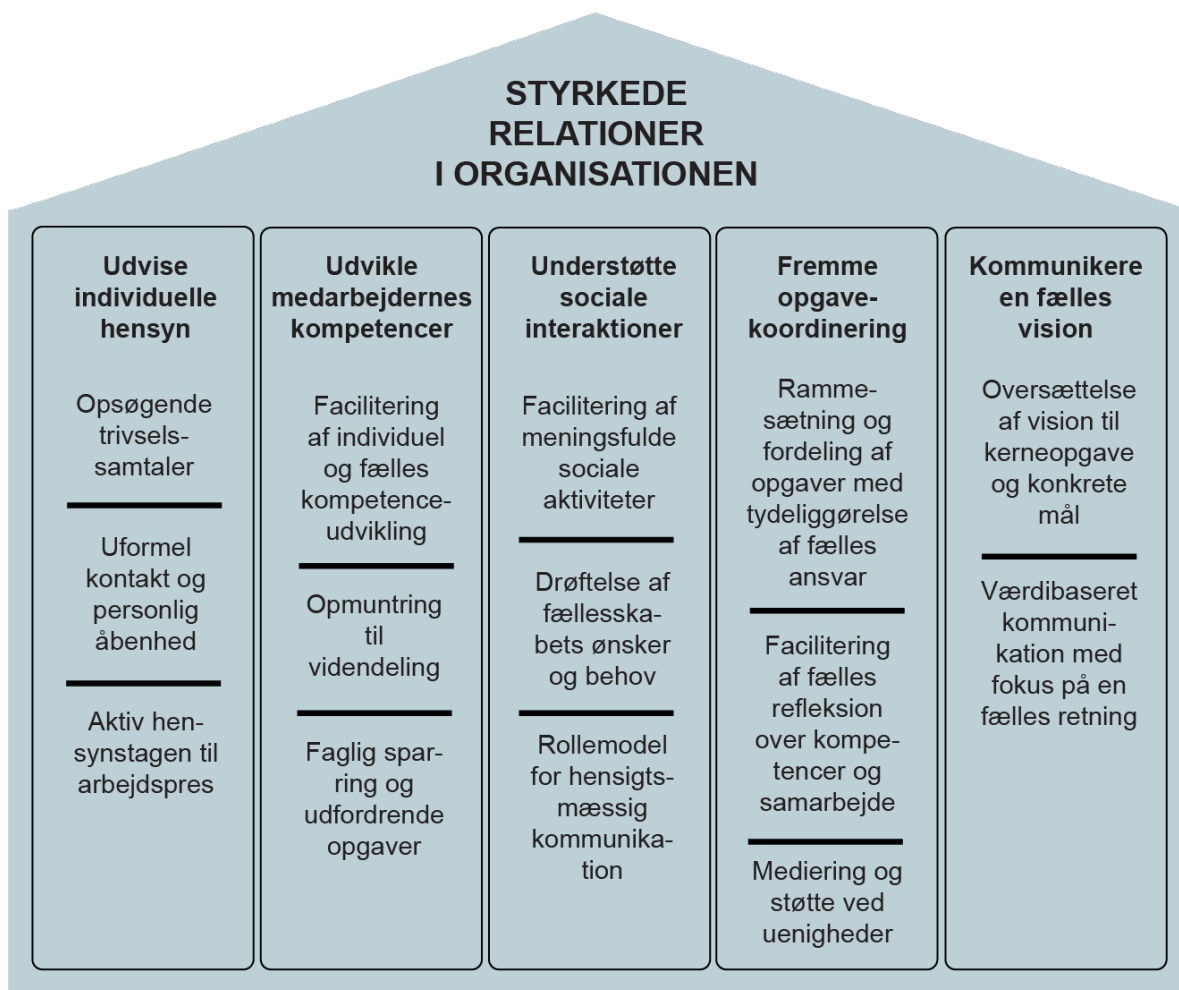 STYRKEDE
RELATIONER
I ORGANISATIONEN
Udvise
individuelle
hensyn
Opsøgende
trivsels-
samtaler
Uformel
kontakt og
personlig
åbenhed
Aktiv hen-
synstagen til
arbejdspres
Udvikle
medarbejdernes
kompetencer
Facilitering
af individuel
og fælles
kompetence-
udvikling
Opmuntring
til
videndeling
Faglig spar-
ring og
udfordrende
opgaver
Understøtte
sociale
interaktioner
Facilitering af
meningsfulde
sociale
aktiviteter
Drøftelse af
fællesska-
bets ønsker
og behov
Rollemodel
for hensigts-
mæssig
kommunika-
tion
Fremme
opgave-
koordinering
Ramme-
sætning og
fordeling af
opgaver med
tydeliggørelse
af fælles
ansvar
Facilitering
af fælles
refleksion
over kompe-
tencer og
samarbejde
Mediering og
støtte ved
uenigheder
Kommunikere
en fælles
vision
Oversættelse
af vision til
kerneopgave
og konkrete
mål
Værdibaseret
kommuni-
kation med
fokus på en
fælles retning